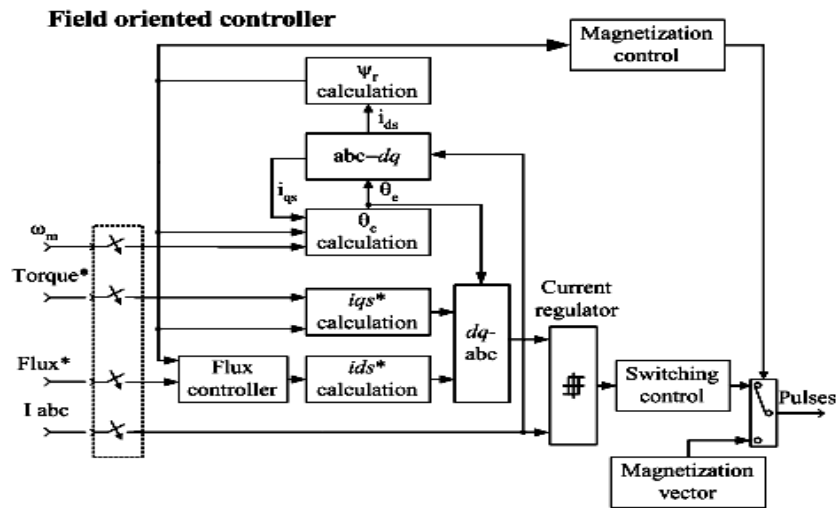 Field oriented controller
Magnetization
control
Ψr
calculation
ids
abc–dq
iqs
θe
θe
calculation
ωm
Torque*
Flux*
I abc
iqs*
calculation
Flux
controller
ids*
calculation
dq-
abc
Current
regulator
Switching
control
Pulses
Magnetization
vector